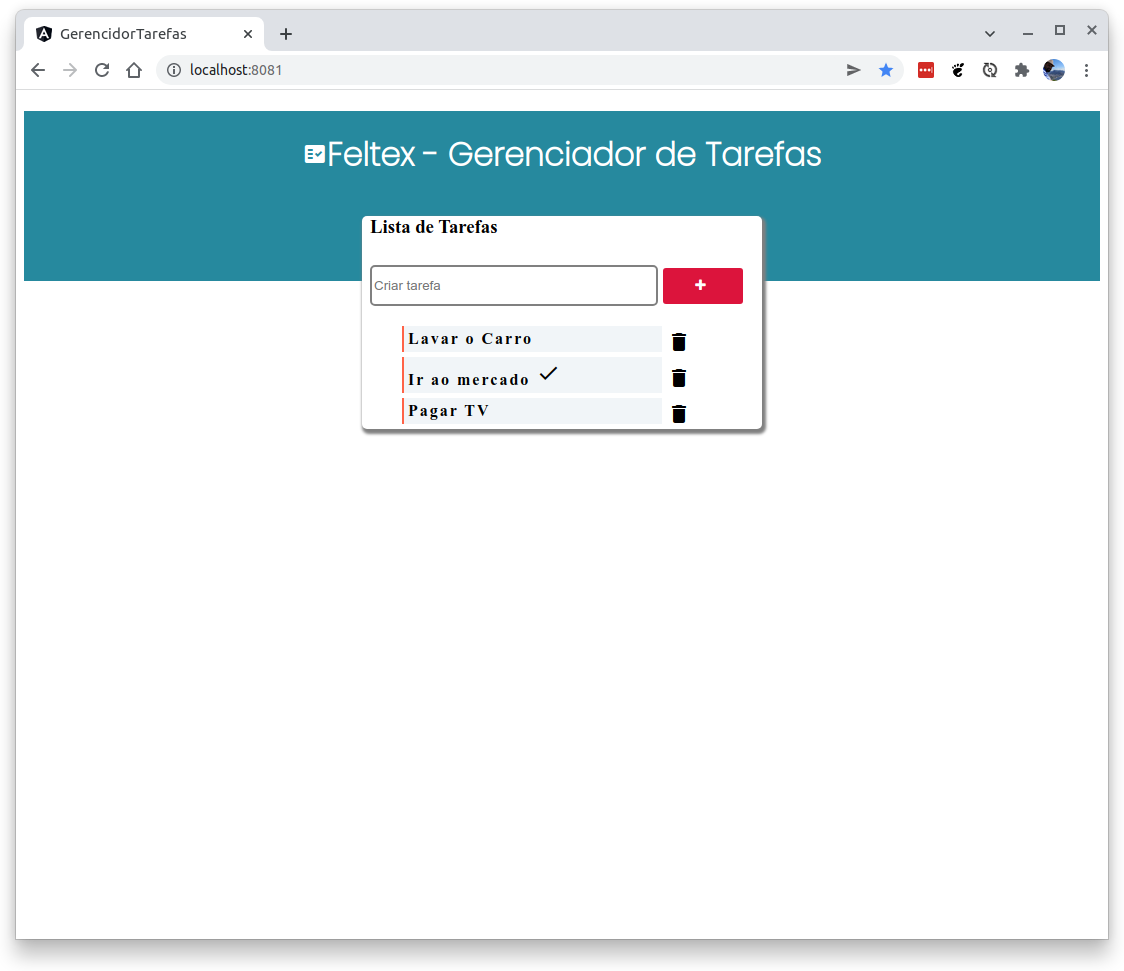 GerencidorTarefas
localhost:8081
Feltex - Gerenciador de Tarefas
Lista de Tarefas
Criar tarefa
Lavar o Carro
Ir ao mercado
Pagar TV